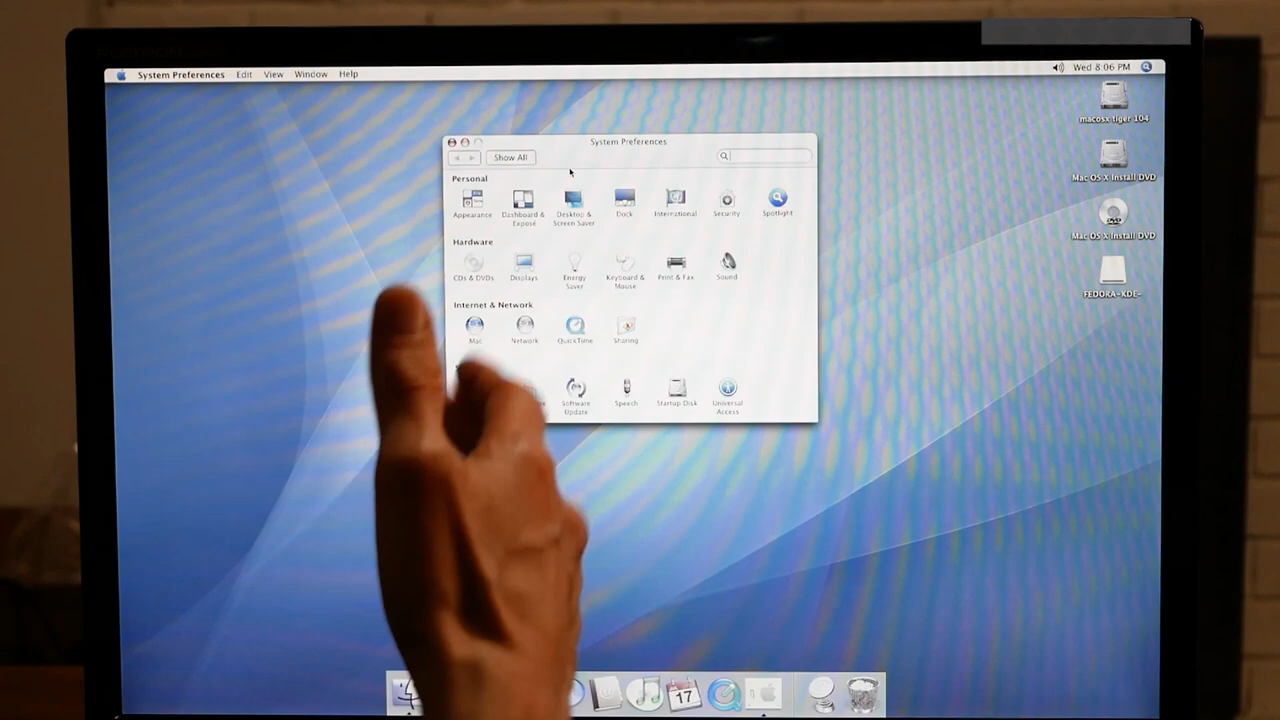 System Preferences Edit View Window Help
Wed 8:06 PM
macosx tiger 104
Mac OS X Install DVD
DVD
Mac OS X Install DVD
FEDORA-KDE-
System Preferences
Show All
Personal
Appearance
Dashboard &
Exposé
Desktop &
Screen Saver
Dock
International
Security
Spotlight
Hardware
CDs & DVDs
Displays
Energy
Saver
Keyboard &
Mouse
Print & Fax
Sound
Internet & Network
.Mac
Network
QuickTime
Sharing
Software
Update
Speech
Startup Disk
Universal
Access
17